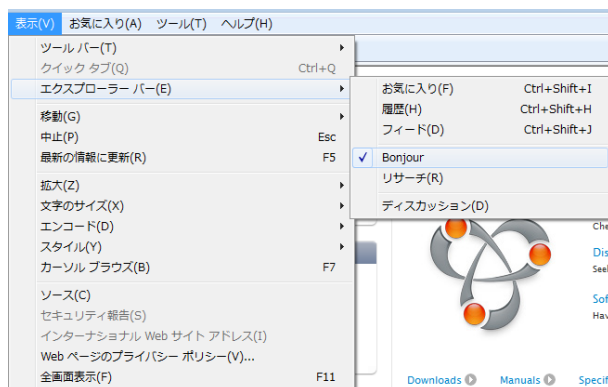 表示(V) お気に入り(A) ツール(T) ヘルプ(H)
ツール バー(T)
クイック タブ(Q) Ctrl+Q
エクスプローラー バー(E)
お気に入り(F) Ctrl+Shift+I
履歴(H) Ctrl+Shift+H
フィード(D) Ctrl+Shift+J
Bonjour
リサーチ(R)
ディスカッション(D)
移動(G)
中止(P) Esc
最新の情報に更新(R) F5
拡大(Z)
文字のサイズ(X)
エンコード(D)
スタイル(Y)
カーソル ブラウズ(B) F7
ソース(C)
セキュリティ報告(S)
インターナショナル Web サイト アドレス(I)
Web ページのプライバシー ポリシー(V)...
全画面表示(F) F11
Che
Dis
Seel
Sof
Hav
Downloads Manuals Specif